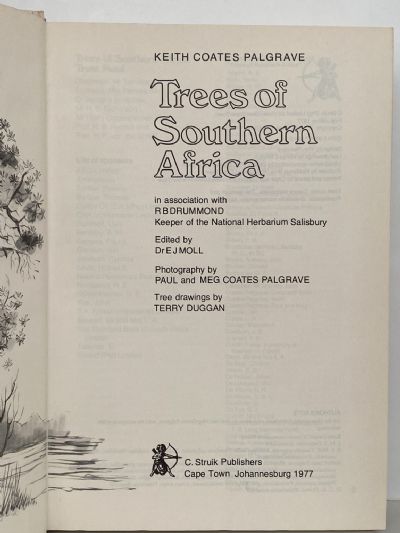 KEITH COATES PALGRAVE
Trees of
Southern
Africa
in association with
R B DRUMMOND
Keeper of the National Herbarium Salisbury
Edited by
Dr E J MOLL
Photography by
PAUL and MEG COATES PALGRAVE
Tree drawings by
TERRY DUGGAN
C. Struik Publishers
Cape Town Johannesburg 1977